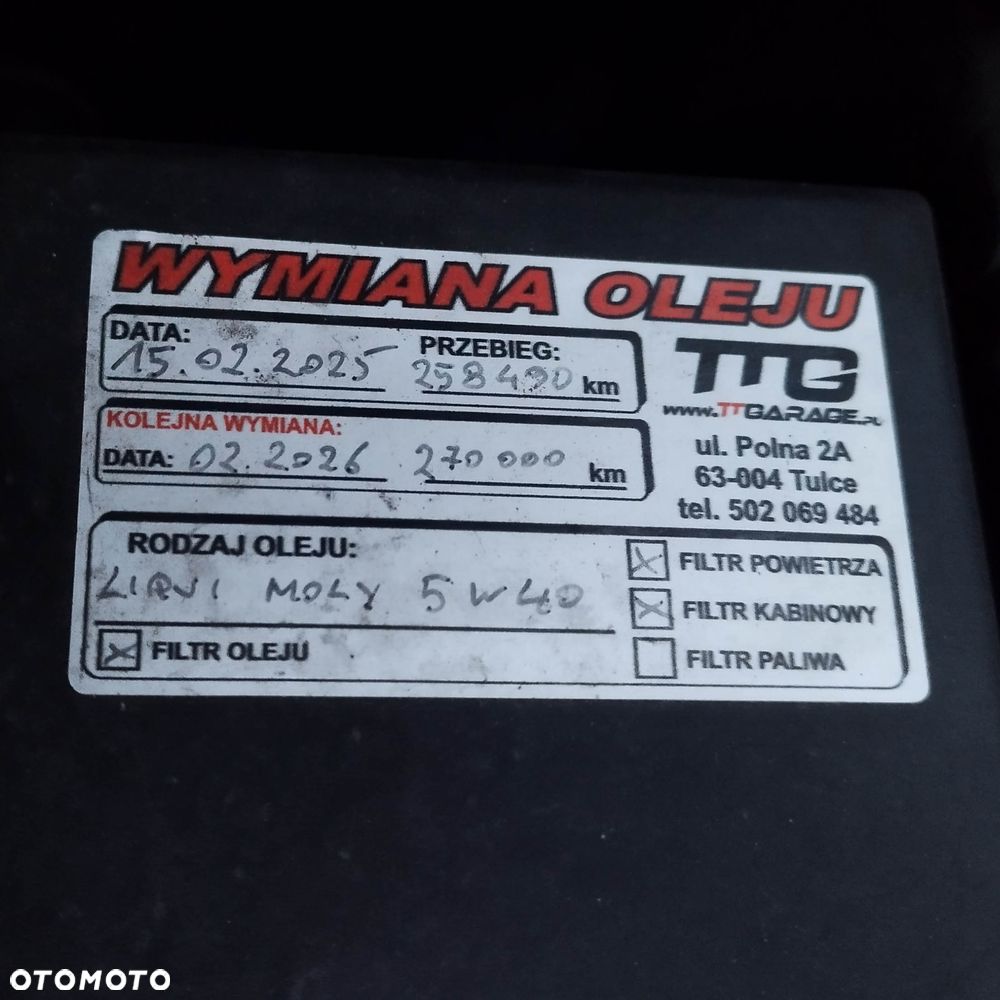 WYMIANA OLEJU
DATA: 15.02.2025 PRZEBIEG: 258490 km
KOLEJNA WYMIANA:
DATA: 02.2026 270 000 km
TTG
www.TTGARAGE.PL
ul. Polna 2A
63-004 Tulce
tel. 502 069 484
RODZAJ OLEJU:
LIQUI MOLY 5W40
FILTR OLEJU
FILTR POWIETRZA
FILTR KABINOWY
FILTR PALIWA
OTOMOTO